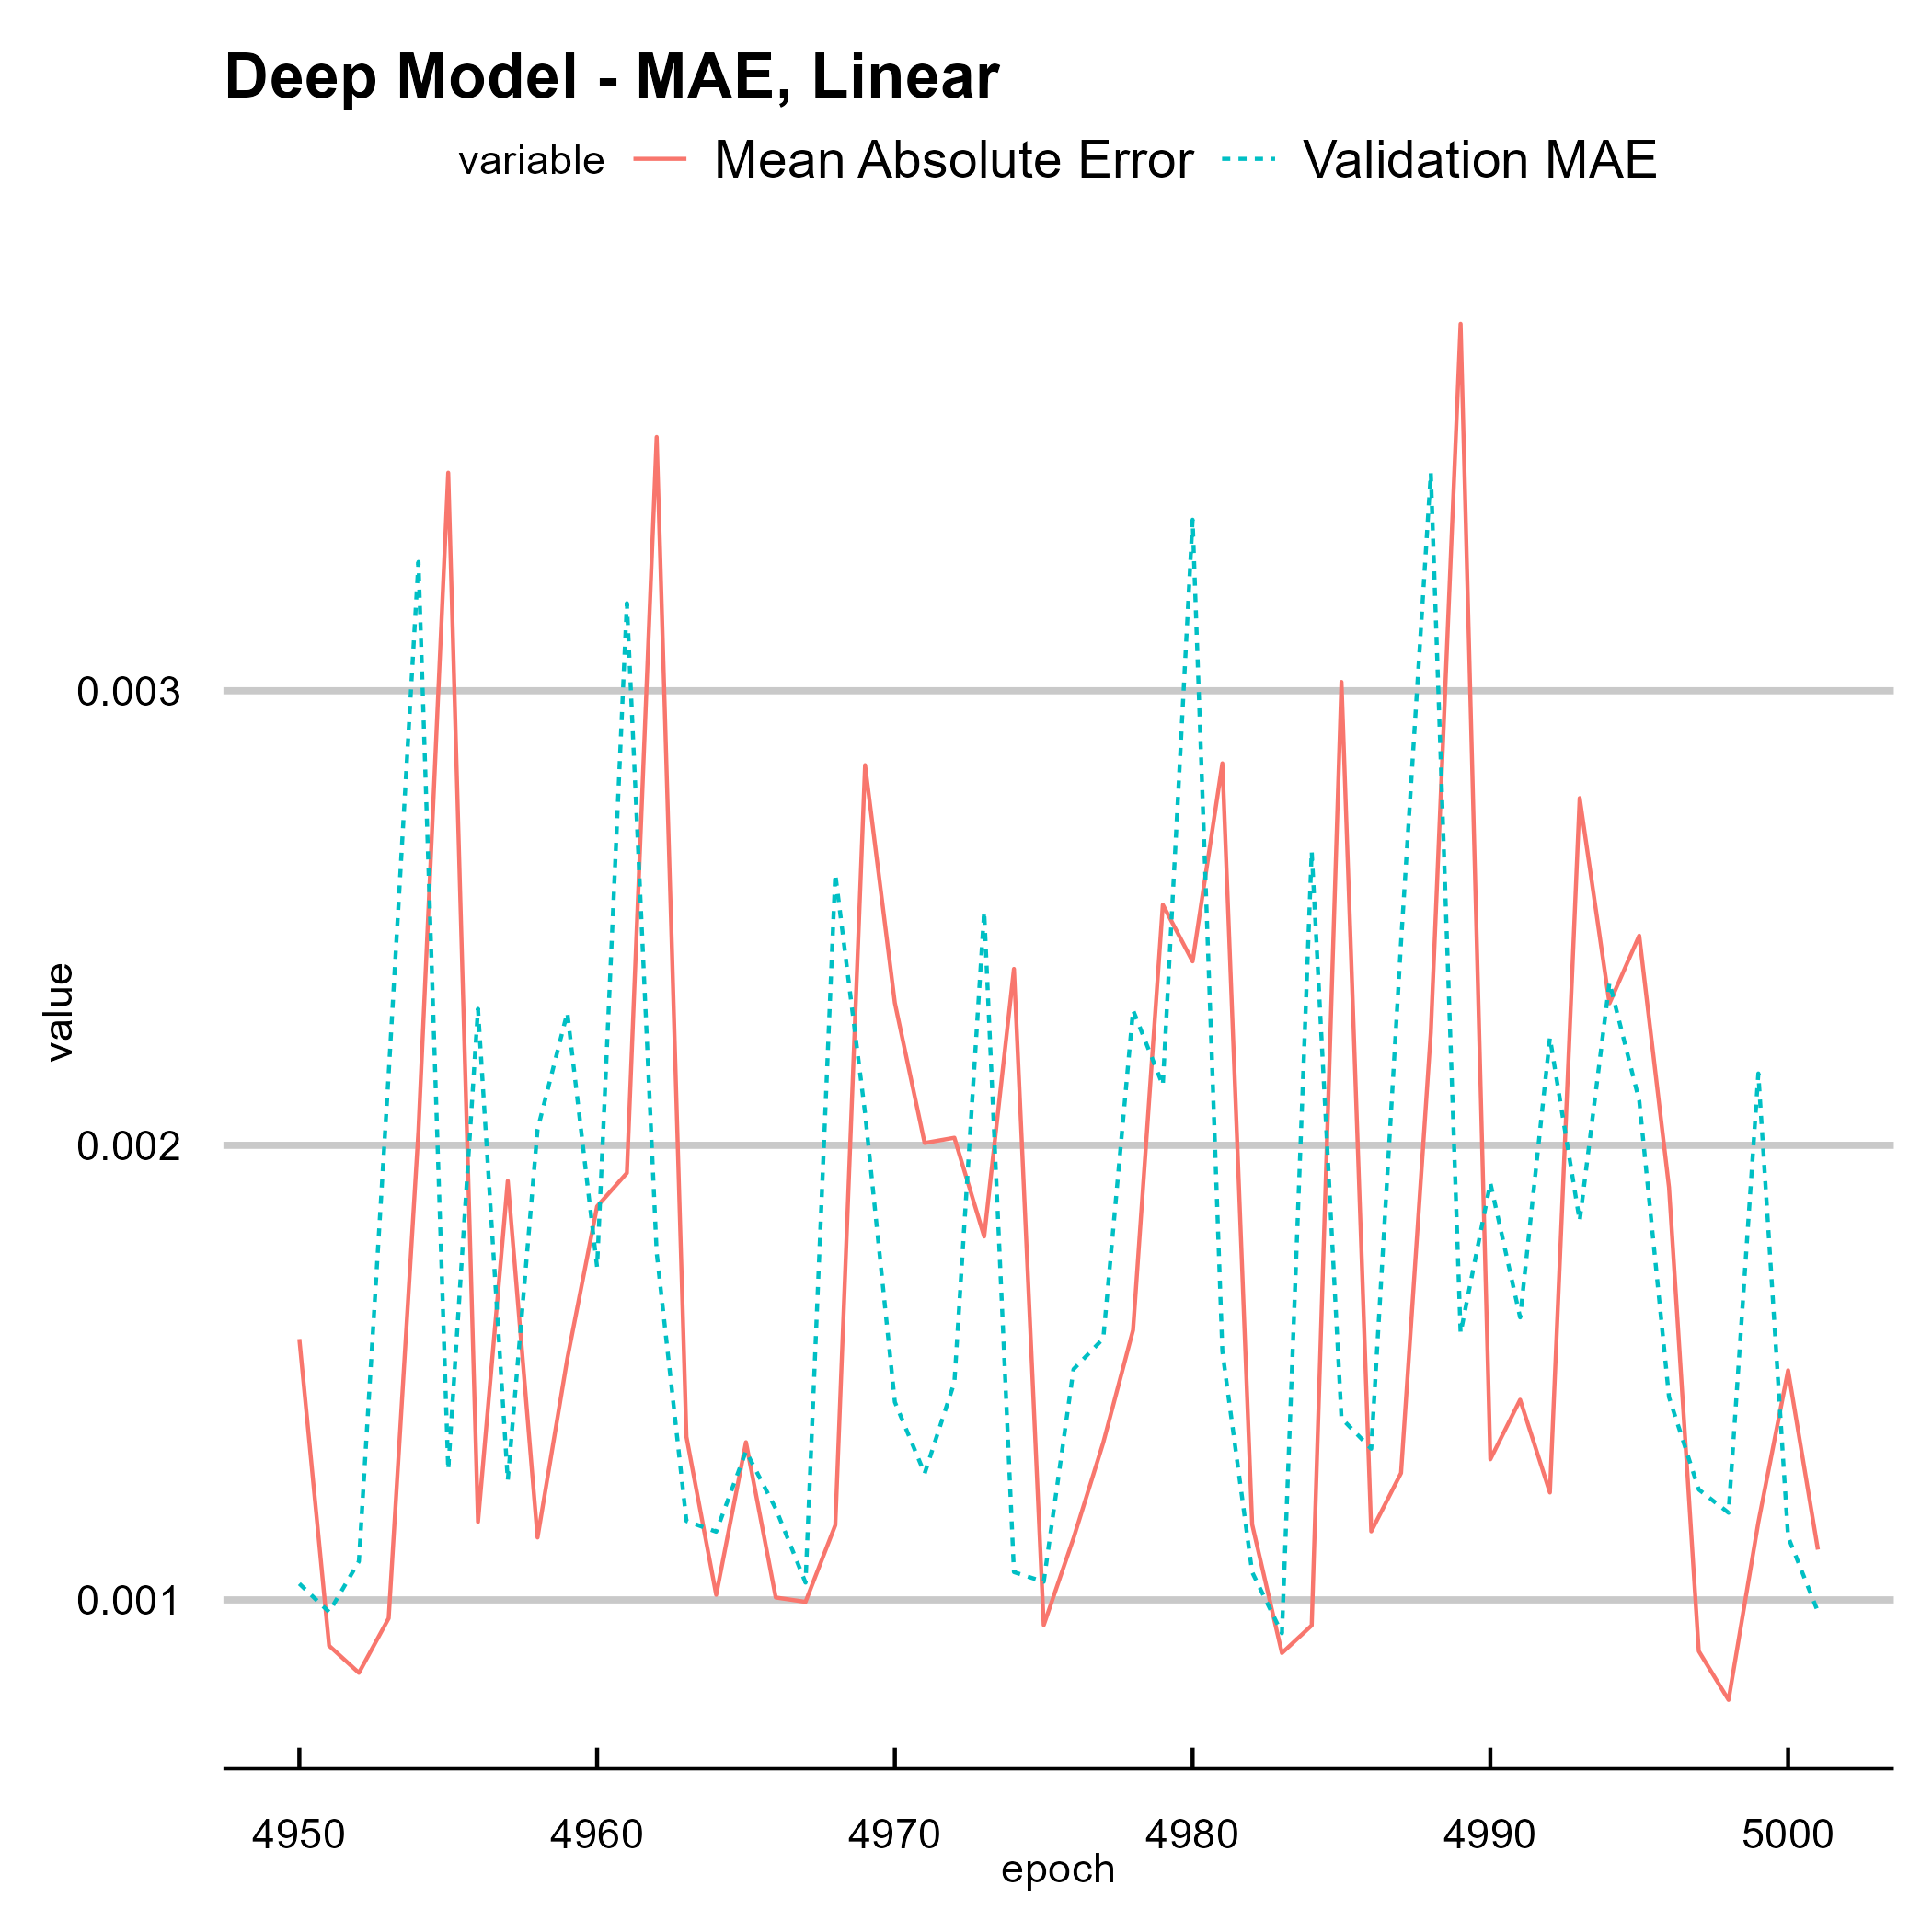 Deep Model - MAE, Linear
variable Mean Absolute Error Validation MAE
0.003
0.002
0.001
value
4950 4960 4970 4980 4990 5000
epoch